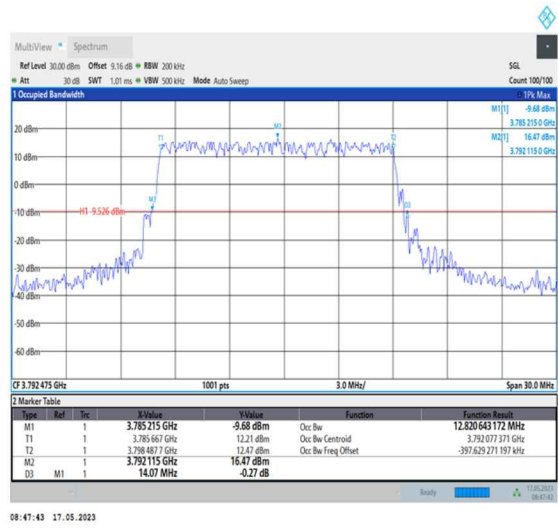 MultiView Spectrum
Ref Level 30.00 dBm Offset 9.16 dB RBW 200 kHz SGL
Att 30 dB SWT 1.01 ms VBW 500 kHz Mode Auto Sweep Count 100/100
1 Occupied Bandwidth 1Pk Max
M1[1] -9.68 dBm
3.785 215 0 GHz
M2[1] 16.47 dBm
3.792 115 0 GHz
20 dBm
M2
T1 T2
10 dBm
0 dBm
M1 D3
-10 dBm H1 -9.526 dBm
-20 dBm
-30 dBm
-40 dBm
-50 dBm
-60 dBm
CF 3.792 475 GHz 1001 pts 3.0 MHz/ Span 30.0 MHz
2 Marker Table
Type Ref Trc X-Value Y-Value Function Function Result
M1 1 3.785 215 GHz -9.68 dBm Occ Bw 12.820 643 172 MHz
T1 1 3.785 667 GHz 12.21 dBm Occ Bw Centroid 3.792 077 371 GHz
T2 1 3.798 487 7 GHz 12.47 dBm Occ Bw Freq Offset -397.629 271 197 kHz
M2 1 3.792 115 GHz 16.47 dBm
D3 M1 1 14.07 MHz -0.27 dB
Ready 17.05.2023
08:47:42
08:47:43 17.05.2023